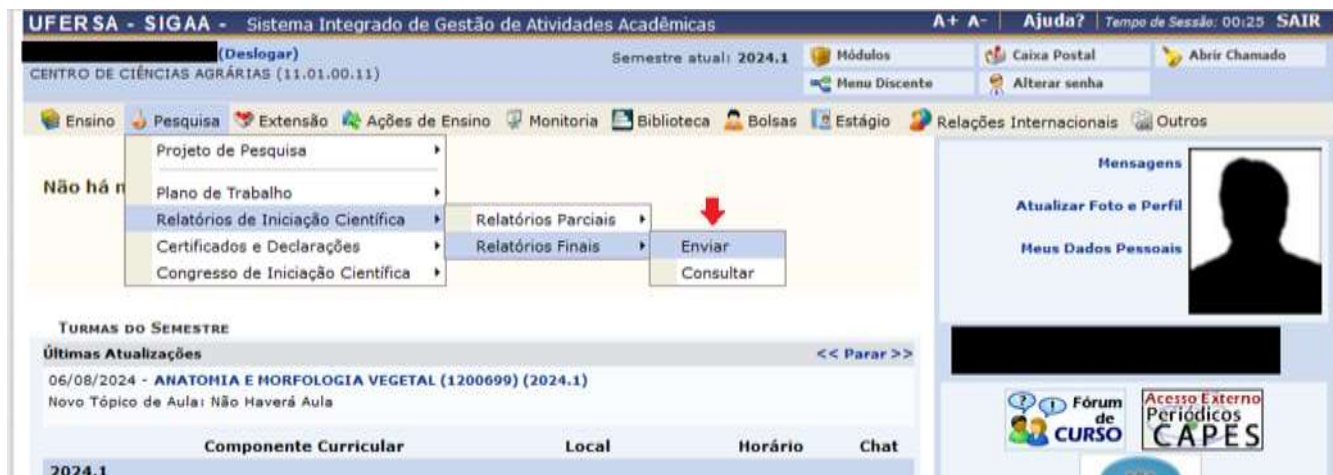 UFERSA - SIGAA - Sistema Integrado de Gestão de Atividades Acadêmicas A+ A- Ajuda? Tempo de Sessão: 00:25 SAIR
(Deslogar) Semestre atual: 2024.1 Módulos Caixa Postal Abrir Chamado
CENTRO DE CIÊNCIAS AGRÁRIAS (11.01.00.11) Menu Discente Alterar senha
Ensino Pesquisa Extensão Ações de Ensino Monitoria Biblioteca Bolsas Estágio Relações Internacionais Outros
Projeto de Pesquisa
Mensagens
Não há
Plano de Trabalho
Relatórios de Iniciação Científica Relatórios Parciais
Atualizar Foto e Perfil
Certificados e Declarações Relatórios Finais Enviar
Meus Dados Pessoais
Congresso de Iniciação Científica Consultar
TURMAS DO SEMESTRE
Últimas Atualizações << Parar >>
06/08/2024 - ANATOMIA E MORFOLOGIA VEGETAL (1200699) (2024.1)
Novo Tópico de Aula: Não Haverá Aula
Fórum de CURSO
Acesso Externo Periódicos CAPES
Componente Curricular Local Horário Chat
2024.1